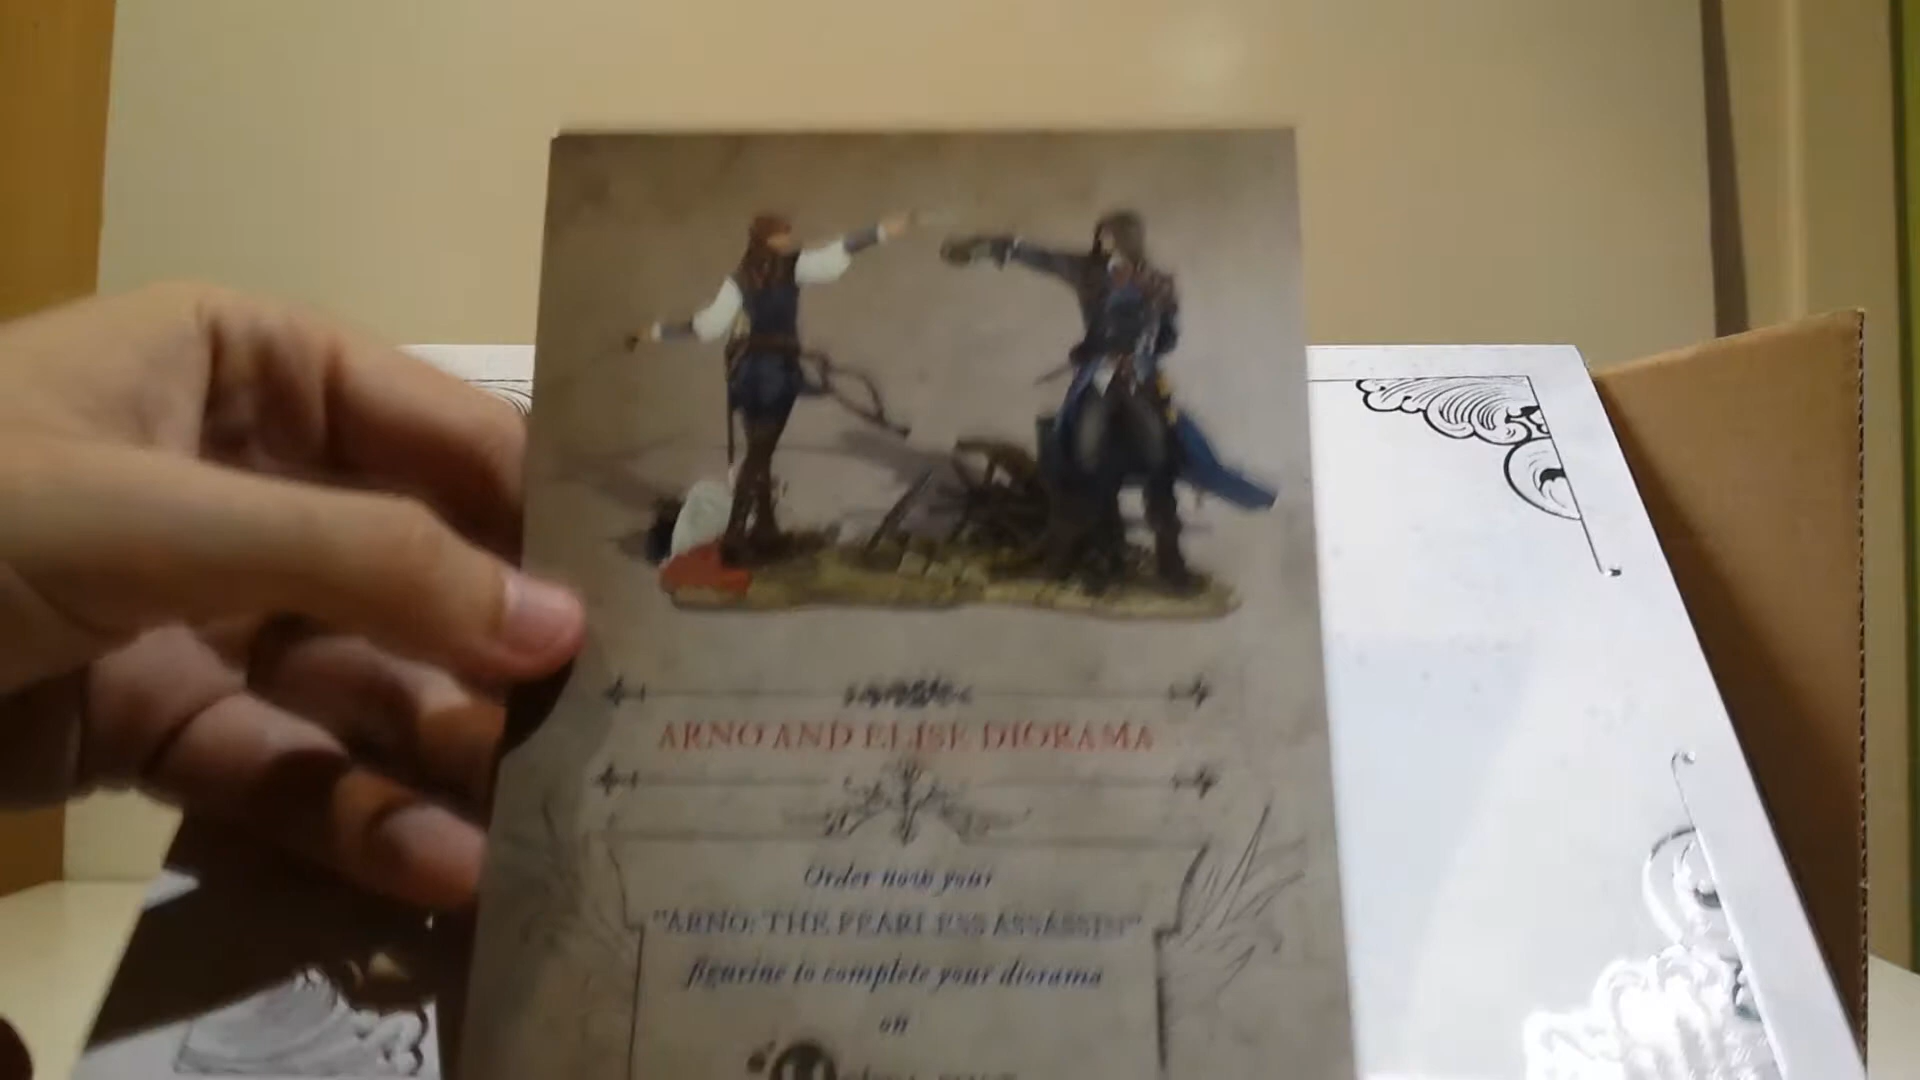 ARNO AND ELISE DIORAMA
Order now your
"ARNO: THE FEARLESS ASSASSIN"
figurine to complete your diorama
on